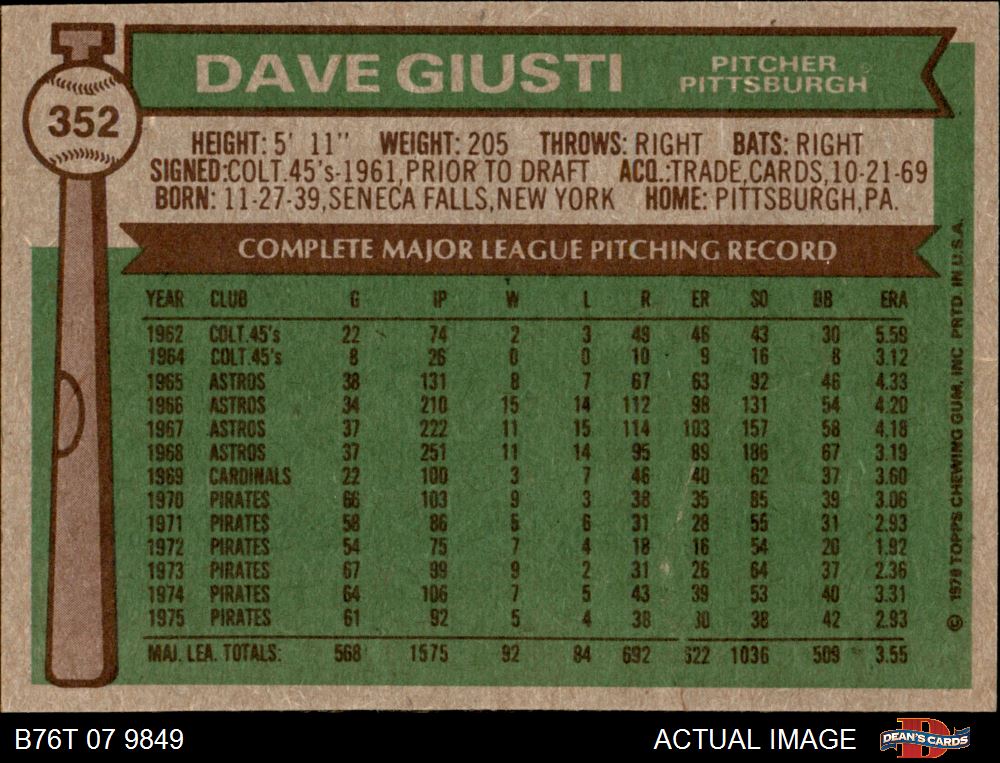 352
DAVE GIUSTI
PITCHER
PITTSBURGH
HEIGHT: 5' 11" WEIGHT: 205 THROWS: RIGHT BATS: RIGHT
SIGNED:COLT.45's-1961,PRIOR TO DRAFT ACQ.:TRADE,CARDS,10-21-69
BORN: 11-27-39,SENECA FALLS,NEW YORK HOME: PITTSBURGH,PA.
COMPLETE MAJOR LEAGUE PITCHING RECORD
YEAR CLUB G IP W L R ER SO BB ERA
1962 COLT.45's 22 74 2 3 49 46 43 30 5.59
1964 COLT.45's 8 26 0 0 10 9 16 8 3.12
1965 ASTROS 38 131 8 7 67 63 92 46 4.33
1966 ASTROS 34 210 15 14 112 98 131 54 4.20
1967 ASTROS 37 222 11 15 114 103 157 58 4.18
1968 ASTROS 37 251 11 14 95 89 186 67 3.19
1969 CARDINALS 22 100 3 7 46 40 62 37 3.60
1970 PIRATES 66 103 9 3 38 35 85 39 3.06
1971 PIRATES 58 86 5 6 31 28 55 31 2.93
1972 PIRATES 54 75 7 4 18 16 54 20 1.92
1973 PIRATES 67 99 9 2 31 26 64 37 2.36
1974 PIRATES 64 106 7 5 43 39 53 40 3.31
1975 PIRATES 61 92 5 4 38 30 38 42 2.93
MAJ. LEA. TOTALS: 568 1575 92 84 692 622 1036 509 3.55
© 1976 TOPPS CHEWING GUM, INC PRTD. IN U.S.A.
B76T 07 9849
ACTUAL IMAGE
D
DEAN'S CARDS